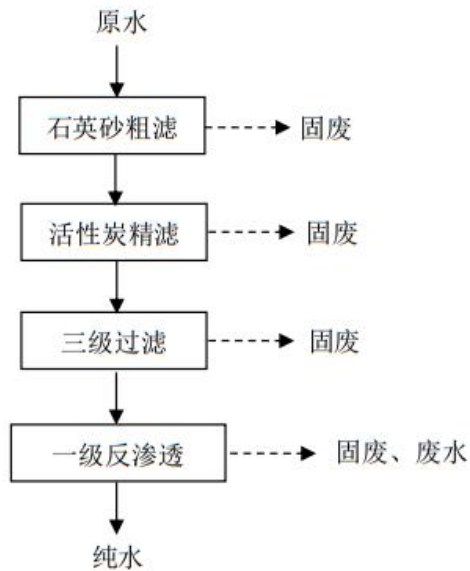 原水
石英砂粗滤
固废
活性炭精滤
固废
三级过滤
固废
一级反渗透
固废、废水
纯水